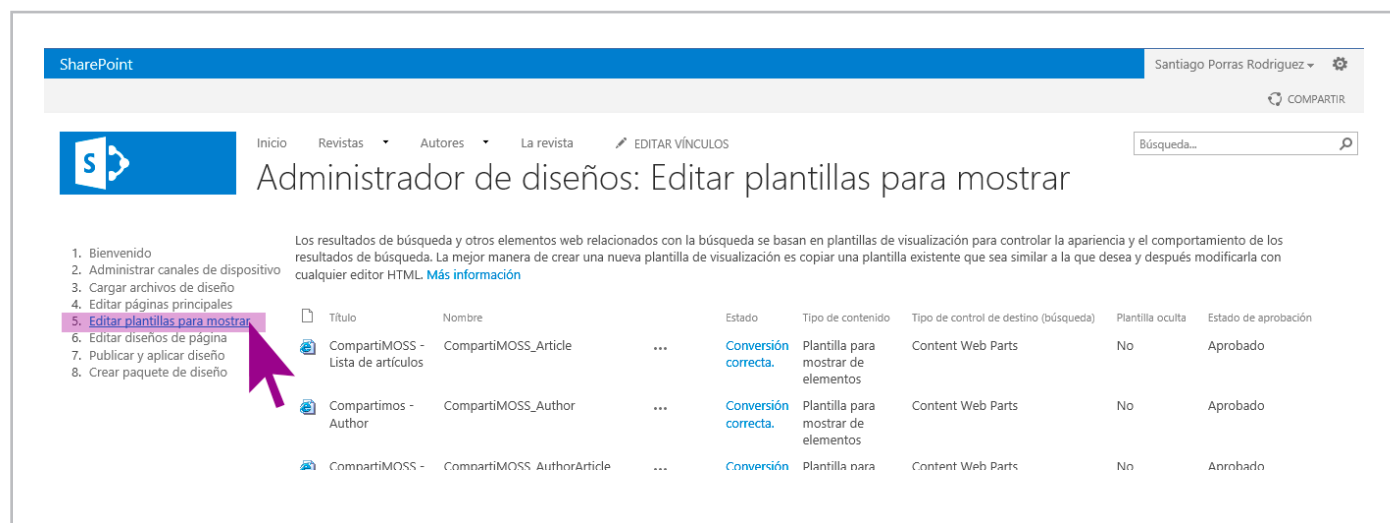 SharePoint
Santiago Porras Rodriguez
COMPARTIR
S
Inicio Revistas Autores La revista EDITAR VÍNCULOS
Búsqueda...
Administrador de diseños: Editar plantillas para mostrar
1. Bienvenido
2. Administrar canales de dispositivo
3. Cargar archivos de diseño
4. Editar páginas principales
5. Editar plantillas para mostrar
6. Editar diseños de página
7. Publicar y aplicar diseño
8. Crear paquete de diseño
Los resultados de búsqueda y otros elementos web relacionados con la búsqueda se basan en plantillas de visualización para controlar la apariencia y el comportamiento de los
resultados de búsqueda. La mejor manera de crear una nueva plantilla de visualización es copiar una plantilla existente que sea similar a la que desea y después modificarla con
cualquier editor HTML. Más información
Título Nombre Estado Tipo de contenido Tipo de control de destino (búsqueda) Plantilla oculta Estado de aprobación
CompartiMOSS - CompartiMOSS_Article ... Conversión Plantilla para Content Web Parts No Aprobado
Lista de artículos correcta. mostrar de
elementos
Compartimos - CompartiMOSS_Author ... Conversión Plantilla para Content Web Parts No Aprobado
Author correcta. mostrar de
elementos
CompartiMOSS - CompartiMOSS_AuthorArticle ... Conversión Plantilla para Content Web Parts No Aprobado